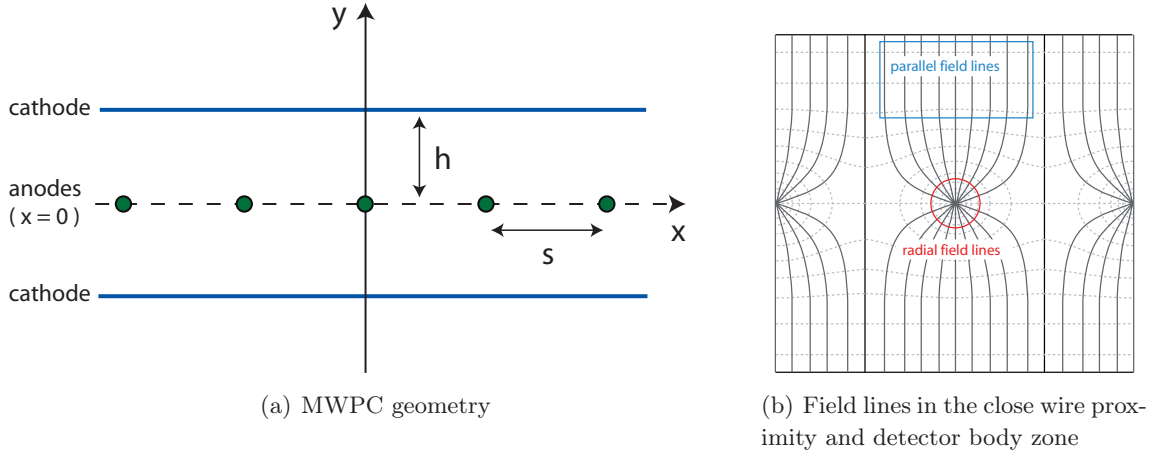 y
cathode
h
anodes
( x = 0 )
x
s
cathode
(a) MWPC geometry
parallel field lines
radial field lines
(b) Field lines in the close wire prox-
imity and detector body zone